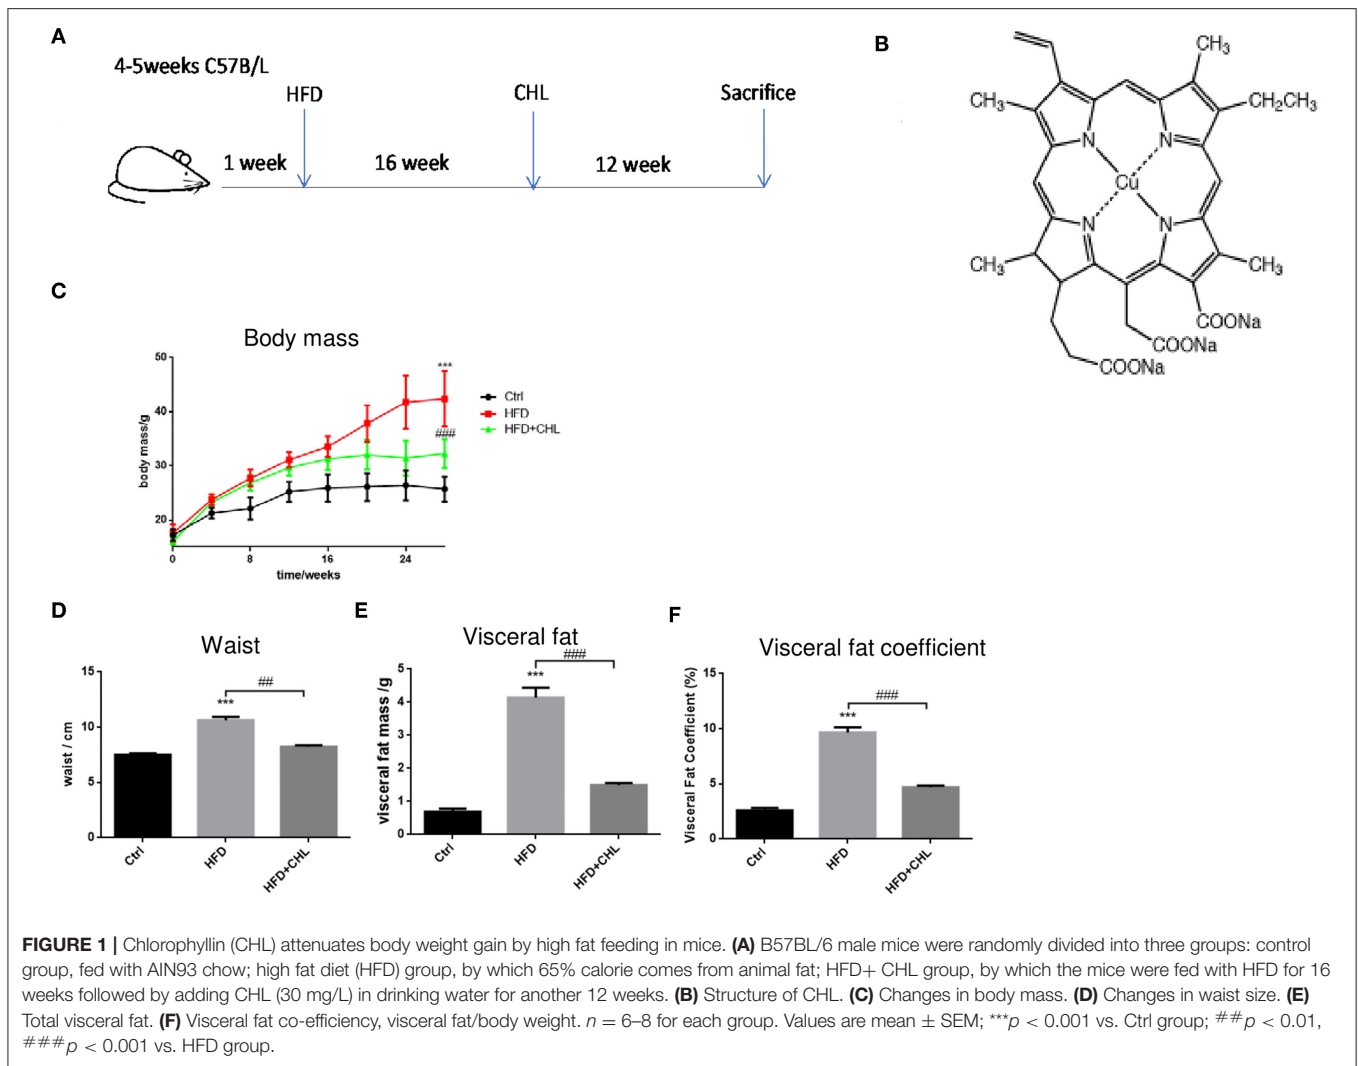 A
4-5weeks C57B/L
HFD
CHL
Sacrifice
1 week
16 week
12 week
B
CH3
CH3
CH2CH3
N
N
Cu
N
N
CH3
CH3
COONa
COONa
COONa
C
Body mass
50
40
30
20
body mass/g
0
8
16
24
time/weeks
***
###
Ctrl
HFD
HFD+CHL
D
Waist
15
10
5
0
waist / cm
***
##
Ctrl
HFD
HFD+CHL
E
Visceral fat
5
4
3
2
1
0
visceral fat mass /g
***
###
Ctrl
HFD
HFD+CHL
F
Visceral fat coefficient
15
10
5
0
Visceral Fat Coefficient (%)
***
###
Ctrl
HFD
HFD+CHL
FIGURE 1 | Chlorophyllin (CHL) attenuates body weight gain by high fat feeding in mice. (A) B57BL/6 male mice were randomly divided into three groups: control
group, fed with AIN93 chow; high fat diet (HFD) group, by which 65% calorie comes from animal fat; HFD+ CHL group, by which the mice were fed with HFD for 16
weeks followed by adding CHL (30 mg/L) in drinking water for another 12 weeks. (B) Structure of CHL. (C) Changes in body mass. (D) Changes in waist size. (E)
Total visceral fat. (F) Visceral fat co-efficiency, visceral fat/body weight. n = 6–8 for each group. Values are mean ± SEM; ***p < 0.001 vs. Ctrl group; ##p < 0.01,
###p < 0.001 vs. HFD group.